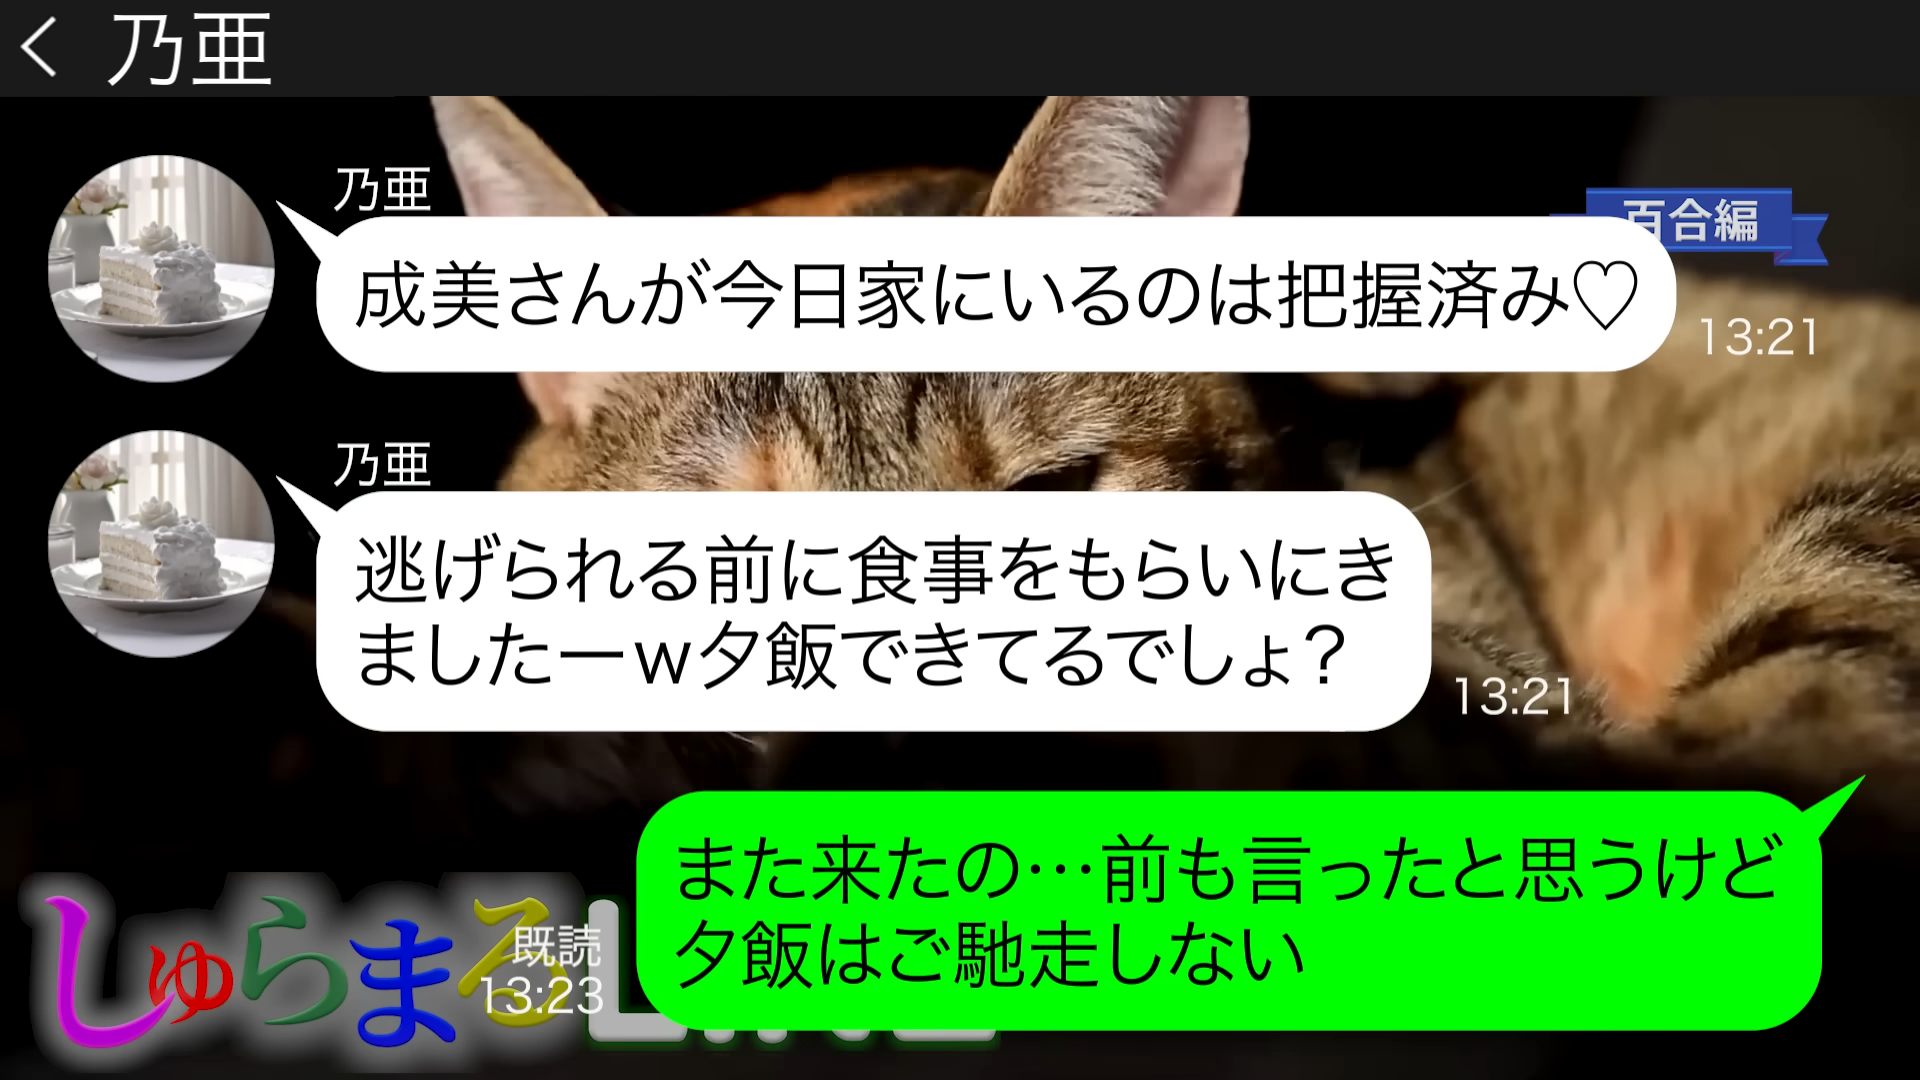 乃亜
乃亜
百合編
成美さんが今日家にいるのは把握済み♡
13:21
乃亜
逃げられる前に食事をもらいにき
ましたーw夕飯できてるでしょ?
13:21
また来たの…前も言ったと思うけど
夕飯はご馳走しない
既読
13:23
しゅらまる